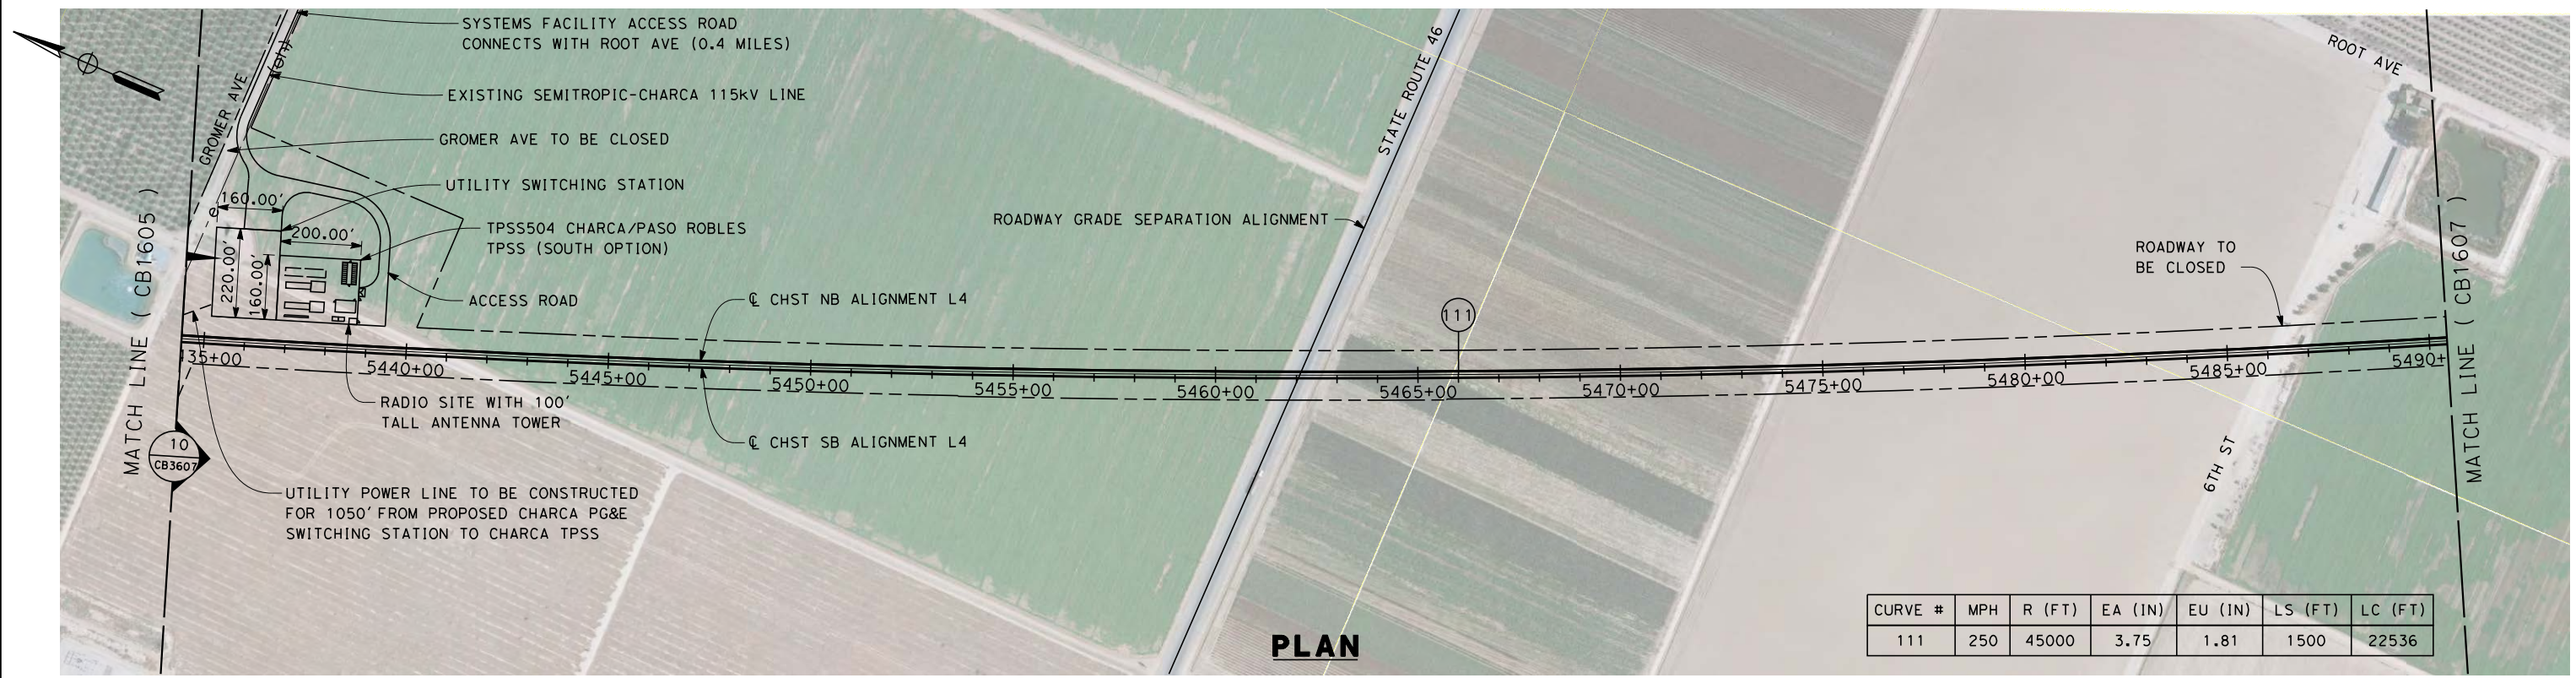 SYSTEMS FACILITY ACCESS ROAD
CONNECTS WITH ROOT AVE (0.4 MILES)
EXISTING SEMITROPIC-CHARCA 115kV LINE
GROMER AVE
GROMER AVE TO BE CLOSED
UTILITY SWITCHING STATION
160.00'
e
200.00'
220.00'
160.00'
TPSS504 CHARCA/PASO ROBLES
TPSS (SOUTH OPTION)
ACCESS ROAD
MATCH LINE ( CB1605 )
℄ CHST NB ALIGNMENT L4
STATE ROUTE 46
ROADWAY GRADE SEPARATION ALIGNMENT
111
ROOT AVE
ROADWAY TO
BE CLOSED
MATCH LINE ( CB1607 )
35+00
5440+00
5445+00
5450+00
5455+00
5460+00
5465+00
5470+00
5475+00
5480+00
5485+00
5490+
RADIO SITE WITH 100'
TALL ANTENNA TOWER
℄ CHST SB ALIGNMENT L4
10
CB3607
UTILITY POWER LINE TO BE CONSTRUCTED
FOR 1050' FROM PROPOSED CHARCA PG&E
SWITCHING STATION TO CHARCA TPSS
6TH ST
PLAN
CURVE # MPH R (FT) EA (IN) EU (IN) LS (FT) LC (FT)
111 250 45000 3.75 1.81 1500 22536